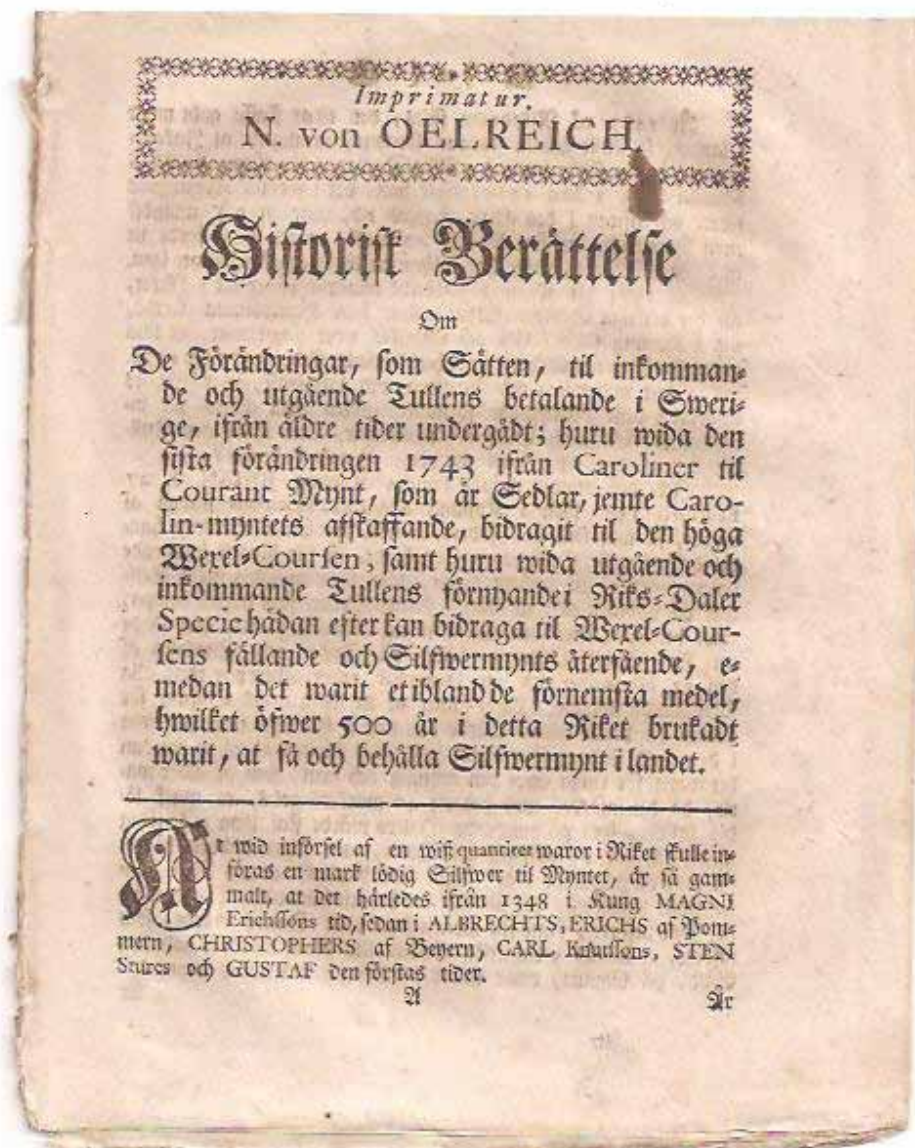 Imprimatur.
N. von OELREICH.
Historisk Berättelse
Om
De Förändringar, som Sätten, til inkomman-
de och utgående Tullens betalande i Sweri-
ge, ifrån äldre tider undergådt; huru wida den
sista förändringen 1743 ifrån Caroliner til
Courant Mynt, som är Sedlar, jemte Caro-
lin-myntets afskaffande, bidragit til den höga
Wexel-Coursen, samt huru wida utgående och
inkommande Tullens förnyande i Riks-Daler
Specie hädan efter kan bidraga til Wexel-Cour-
sens fällande och Silfwermynts återfående, e-
medan det warit et ibland de förnemsta medel,
hwilket öfwer 500 år i detta Riket brukadt
warit, at få och behålla Silfwermynt i landet.
At wid införsel af en wiß quantitet waror i Riket skulle in-
föras en mark lödig Silfwer til Myntet, är så gam-
malt, at det härledes ifrån 1348 i Kung MAGNI
Erichssons tid, sedan i ALBRECHTS, ERICHS af Pom-
mern, CHRISTOPHERS af Beyern, CARL Knutssons, STEN
Stures och GUSTAF den förstas tider.
A Är